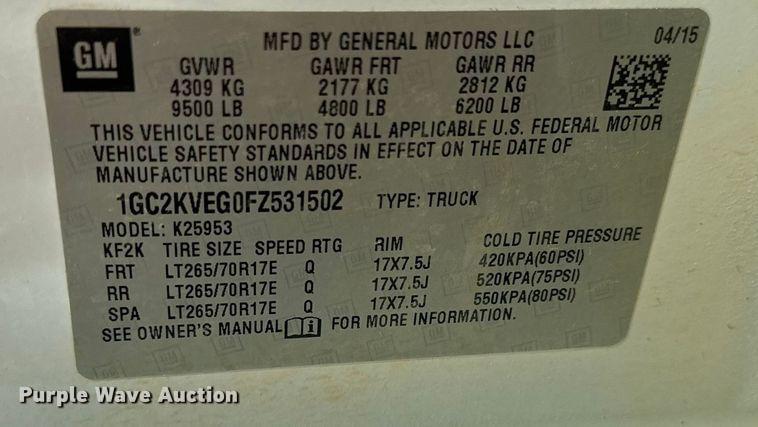 GM ®
MFD BY GENERAL MOTORS LLC 04/15
GVWR GAWR FRT GAWR RR
4309 KG 2177 KG 2812 KG
9500 LB 4800 LB 6200 LB
THIS VEHICLE CONFORMS TO ALL APPLICABLE U.S. FEDERAL MOTOR
VEHICLE SAFETY STANDARDS IN EFFECT ON THE DATE OF
MANUFACTURE SHOWN ABOVE.
1GC2KVEG0FZ531502 TYPE: TRUCK
MODEL: K25953
KF2K TIRE SIZE SPEED RTG RIM COLD TIRE PRESSURE
FRT LT265/70R17E Q 17X7.5J 420KPA(60PSI)
RR LT265/70R17E Q 17X7.5J 520KPA(75PSI)
SPA LT265/70R17E Q 17X7.5J 550KPA(80PSI)
SEE OWNER'S MANUAL i FOR MORE INFORMATION.
Purple Wave Auction